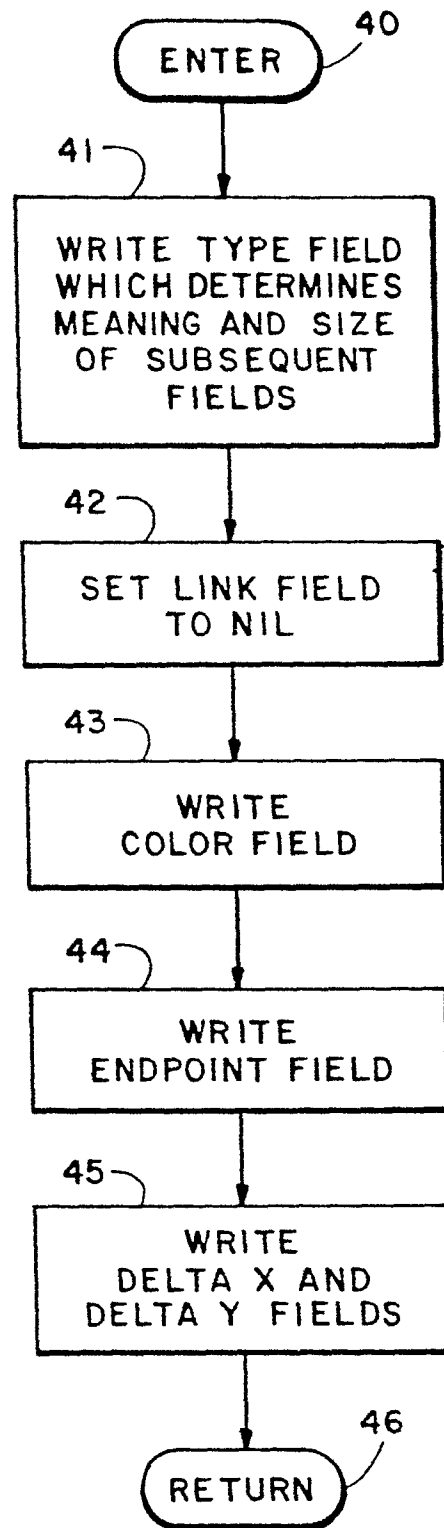 40
ENTER
41
WRITE TYPE FIELD
WHICH DETERMINES
MEANING AND SIZE
OF SUBSEQUENT
FIELDS
42
SET LINK FIELD
TO NIL
43
WRITE
COLOR FIELD
44
WRITE
ENDPOINT FIELD
45
WRITE
DELTA X AND
DELTA Y FIELDS
46
RETURN